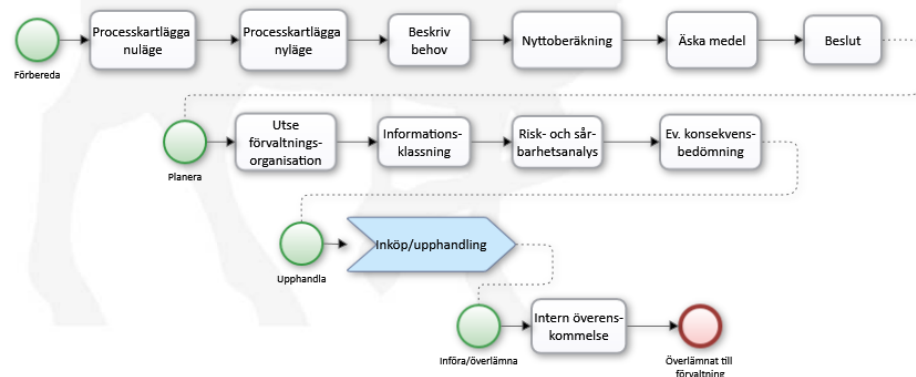 Processkartlägga
nuläge
Processkartlägga
nyläge
Beskriv
behov
Nyttoberäkning
Äska medel
Beslut
Förbereda
Utse
förvaltnings-
organisation
Informations-
klassning
Risk- och sår-
barhetsanalys
Ev. konsekvens-
bedömning
Planera
Inköp/upphandling
Upphandla
Intern överens-
kommelse
Införa/överlämna
Överlämnat till
förvaltning